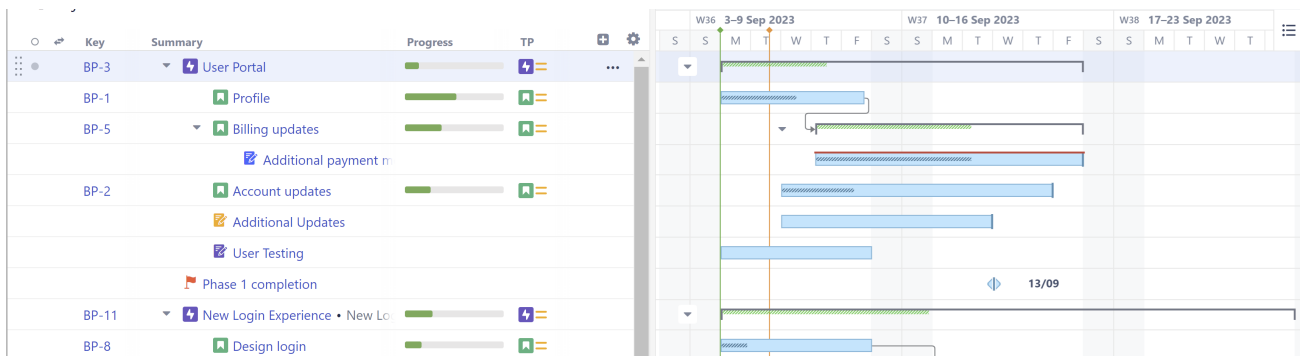 W36 3–9 Sep 2023 W37 10–16 Sep 2023 W38 17–23 Sep 2023
Key Summary Progress TP S S M T W T F S S M T W T F S S M T W T
BP-3 User Portal
BP-1 Profile
BP-5 Billing updates
Additional payment m
BP-2 Account updates
Additional Updates
User Testing
Phase 1 completion 13/09
BP-11 New Login Experience • New Lo
BP-8 Design login